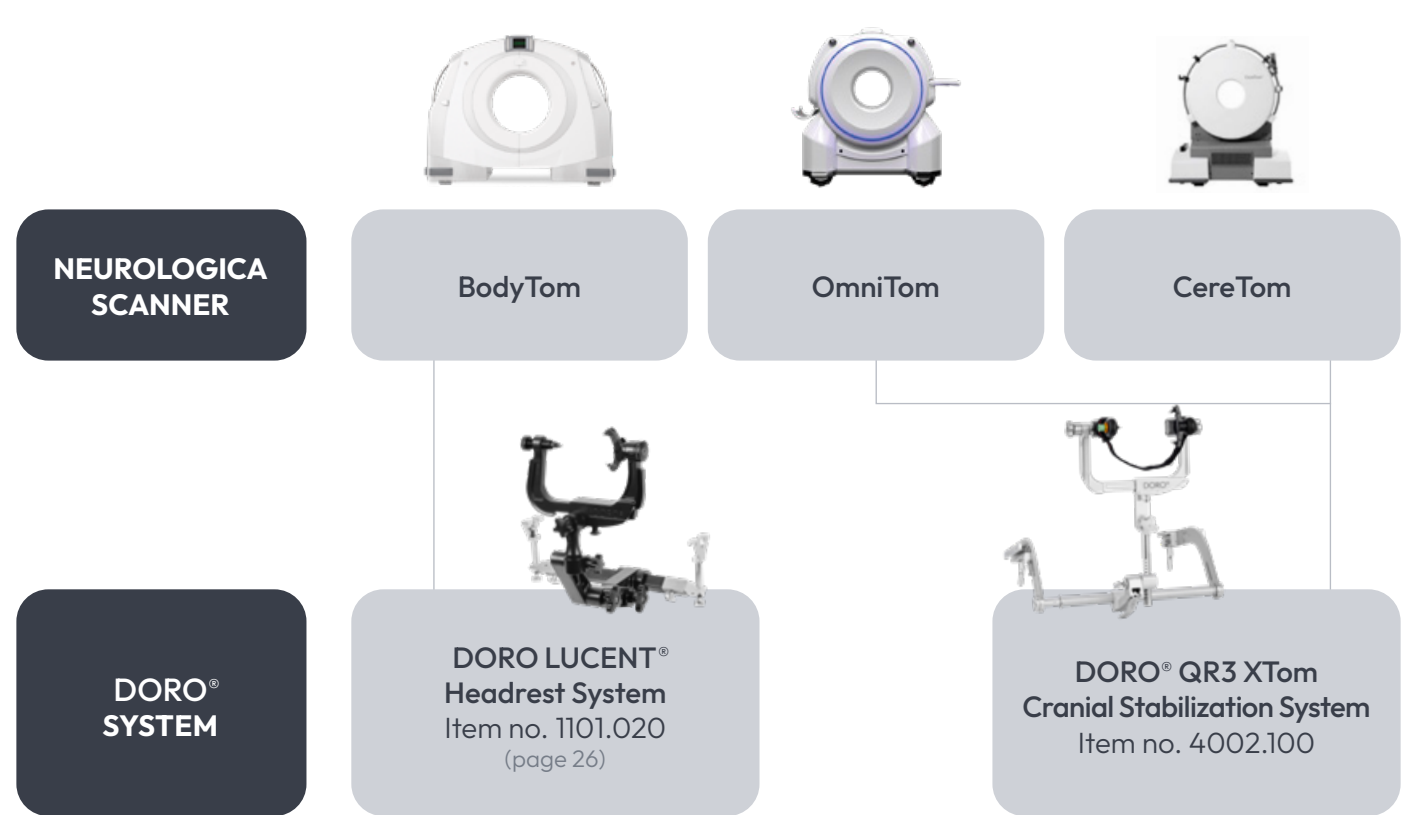 NEUROLOGICA
SCANNER
BodyTom
OmniTom
CereTom
DORO®
DORO®
SYSTEM
DORO LUCENT®
Headrest System
Item no. 1101.020
(page 26)
DORO® QR3 XTom
Cranial Stabilization System
Item no. 4002.100